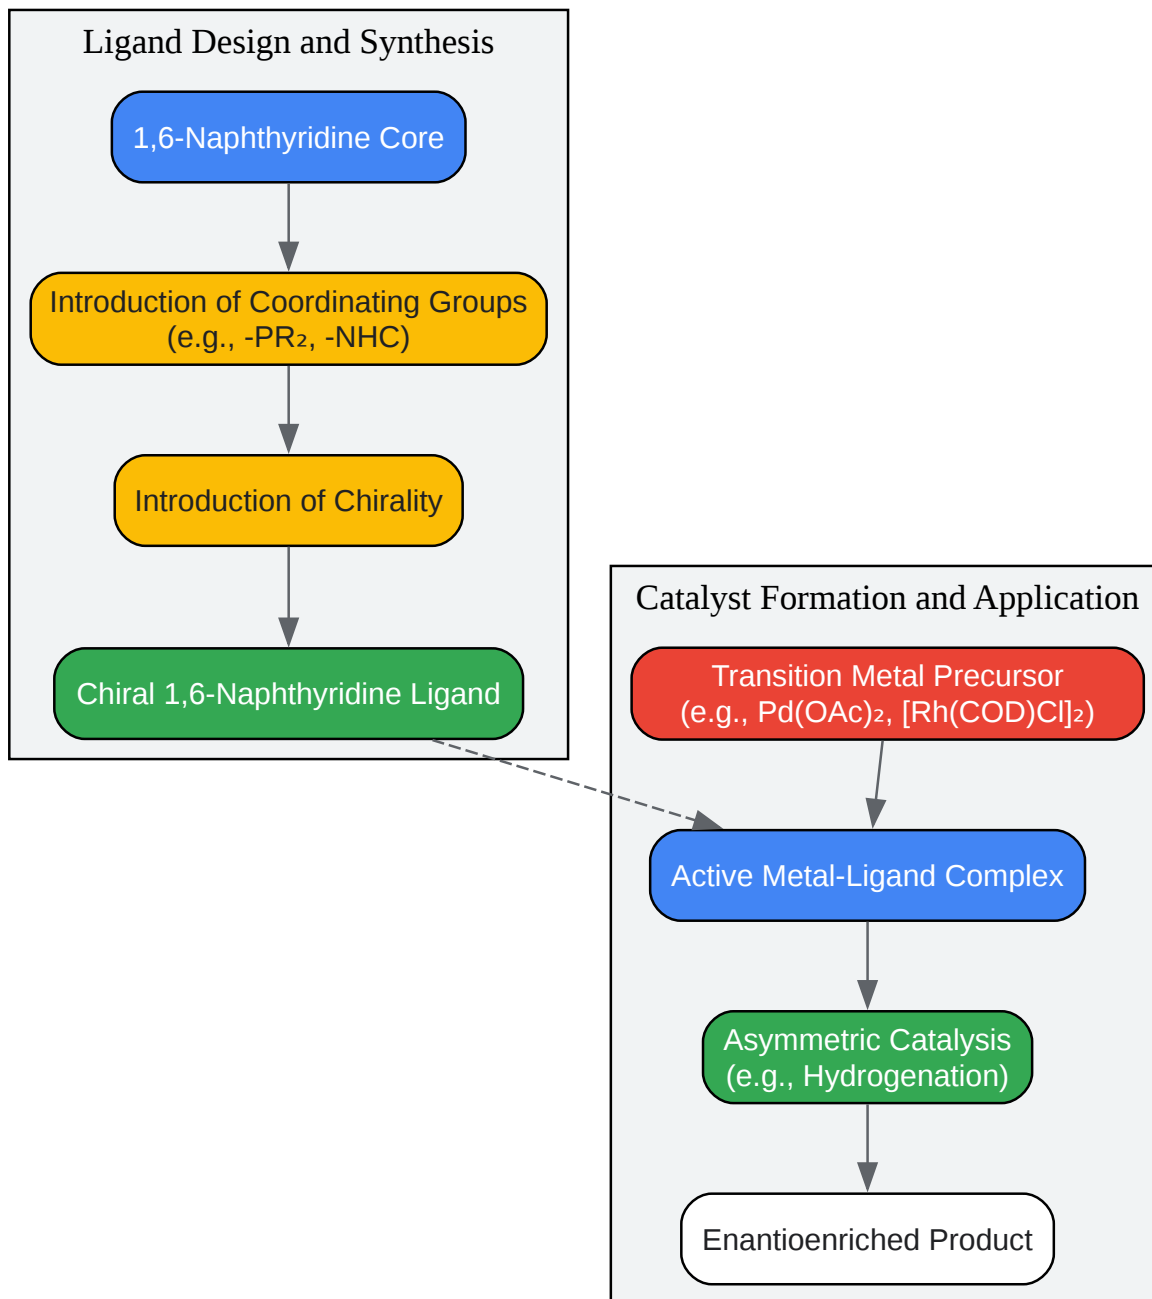 Ligand Design and Synthesis
1,6-Naphthyridine Core
Introduction of Coordinating Groups
(e.g., -PR₂, -NHC)
Introduction of Chirality
Chiral 1,6-Naphthyridine Ligand
Catalyst Formation and Application
Transition Metal Precursor
(e.g., Pd(OAc)₂, [Rh(COD)Cl]₂)
Active Metal-Ligand Complex
Asymmetric Catalysis
(e.g., Hydrogenation)
Enantioenriched Product